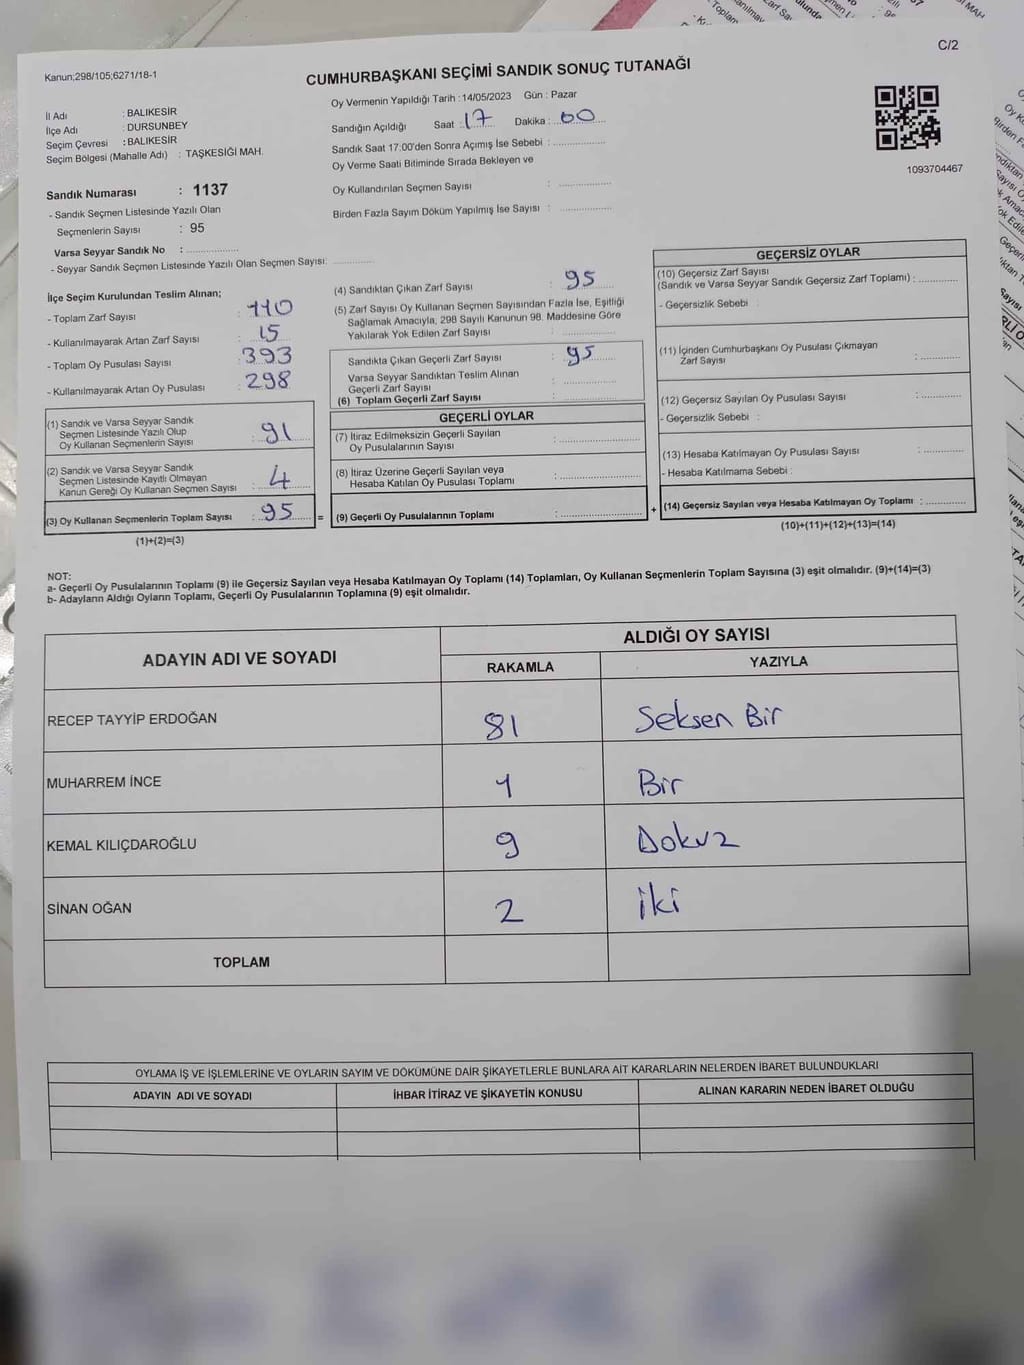 C/2
Kanun;298/105;6271/18-1
CUMHURBAŞKANI SEÇİMİ SANDIK SONUÇ TUTANAĞI
İl Adı : BALIKESİR
İlçe Adı : DURSUNBEY
Seçim Çevresi : BALIKESİR
Seçim Bölgesi (Mahalle Adı) : TAŞKESİĞİ MAH.
Oy Vermenin Yapıldığı Tarih : 14/05/2023 Gün : Pazar
Sandığın Açıldığı Saat : 17 Dakika : 00
Sandık Saat 17:00'den Sonra Açımış İse Sebebi :
Oy Verme Saati Bitiminde Sırada Bekleyen ve
Oy Kullandırılan Seçmen Sayısı :
Birden Fazla Sayım Döküm Yapılmış İse Sayısı :
1093704467
Sandık Numarası : 1137
- Sandık Seçmen Listesinde Yazılı Olan
Seçmenlerin Sayısı : 95
Varsa Seyyar Sandık No :
- Seyyar Sandık Seçmen Listesinde Yazılı Olan Seçmen Sayısı:
İlçe Seçim Kurulundan Teslim Alınan;
- Toplam Zarf Sayısı : 110
- Kullanılmayarak Artan Zarf Sayısı : 15
- Toplam Oy Pusulası Sayısı : 393
- Kullanılmayarak Artan Oy Pusulası : 298
(1) Sandık ve Varsa Seyyar Sandık
Seçmen Listesinde Yazılı Olup
Oy Kullanan Seçmenlerin Sayısı : 91
(2) Sandık ve Varsa Seyyar Sandık
Seçmen Listesinde Kayıtlı Olmayan
Kanun Gereği Oy Kullanan Seçmen Sayısı : 4
(3) Oy Kullanan Seçmenlerin Toplam Sayısı : 95 =
(1)+(2)=(3)
(4) Sandıktan Çıkan Zarf Sayısı : 95
(5) Zarf Sayısı Oy Kullanan Seçmen Sayısından Fazla İse, Eşitliği
Sağlamak Amacıyla, 298 Sayılı Kanunun 98. Maddesine Göre
Yakılarak Yok Edilen Zarf Sayısı :
Sandıkta Çıkan Geçerli Zarf Sayısı : 95
Varsa Seyyar Sandıktan Teslim Alınan
Geçerli Zarf Sayısı :
(6) Toplam Geçerli Zarf Sayısı :
GEÇERLİ OYLAR
(7) İtiraz Edilmeksizin Geçerli Sayılan
Oy Pusulalarının Sayısı :
(8) İtiraz Üzerine Geçerli Sayılan veya
Hesaba Katılan Oy Pusulası Toplamı :
(9) Geçerli Oy Pusulalarının Toplamı : +
GEÇERSİZ OYLAR
(10) Geçersiz Zarf Sayısı
(Sandık ve Varsa Seyyar Sandık Geçersiz Zarf Toplamı) :
- Geçersizlik Sebebi :
(11) İçinden Cumhurbaşkanı Oy Pusulası Çıkmayan
Zarf Sayısı :
(12) Geçersiz Sayılan Oy Pusulası Sayısı :
- Geçersizlik Sebebi :
(13) Hesaba Katılmayan Oy Pusulası Sayısı :
- Hesaba Katılmama Sebebi :
(14) Geçersiz Sayılan veya Hesaba Katılmayan Oy Toplamı :
(10)+(11)+(12)+(13)=(14)
NOT:
a- Geçerli Oy Pusulalarının Toplamı (9) ile Geçersiz Sayılan veya Hesaba Katılmayan Oy Toplamı (14) Toplamları, Oy Kullanan Seçmenlerin Toplam Sayısına (3) eşit olmalıdır. (9)+(14)=(3)
b- Adayların Aldığı Oyların Toplamı, Geçerli Oy Pusulalarının Toplamına (9) eşit olmalıdır.
ADAYIN ADI VE SOYADI
ALDIĞI OY SAYISI
RAKAMLA YAZIYLA
RECEP TAYYİP ERDOĞAN 81 Seksen Bir
MUHARREM İNCE 1 Bir
KEMAL KILIÇDAROĞLU 9 Dokuz
SİNAN OĞAN 2 iki
TOPLAM
OYLAMA İŞ VE İŞLEMLERİNE VE OYLARIN SAYIM VE DÖKÜMÜNE DAİR ŞİKAYETLERLE BUNLARA AİT KARARLARIN NELERDEN İBARET BULUNDUKLARI
ADAYIN ADI VE SOYADI İHBAR İTİRAZ VE ŞİKAYETİN KONUSU ALINAN KARARIN NEDEN İBARET OLDUĞU